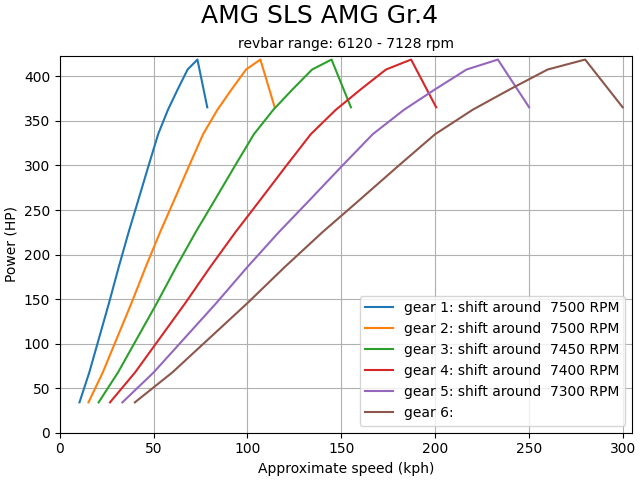 AMG SLS AMG Gr.4
revbar range: 6120 - 7128 rpm
400
350
300
250
200
150
100
50
0
Power (HP)
gear 1: shift around 7500 RPM
gear 2: shift around 7500 RPM
gear 3: shift around 7450 RPM
gear 4: shift around 7400 RPM
gear 5: shift around 7300 RPM
gear 6:
0 50 100 150 200 250 300
Approximate speed (kph)